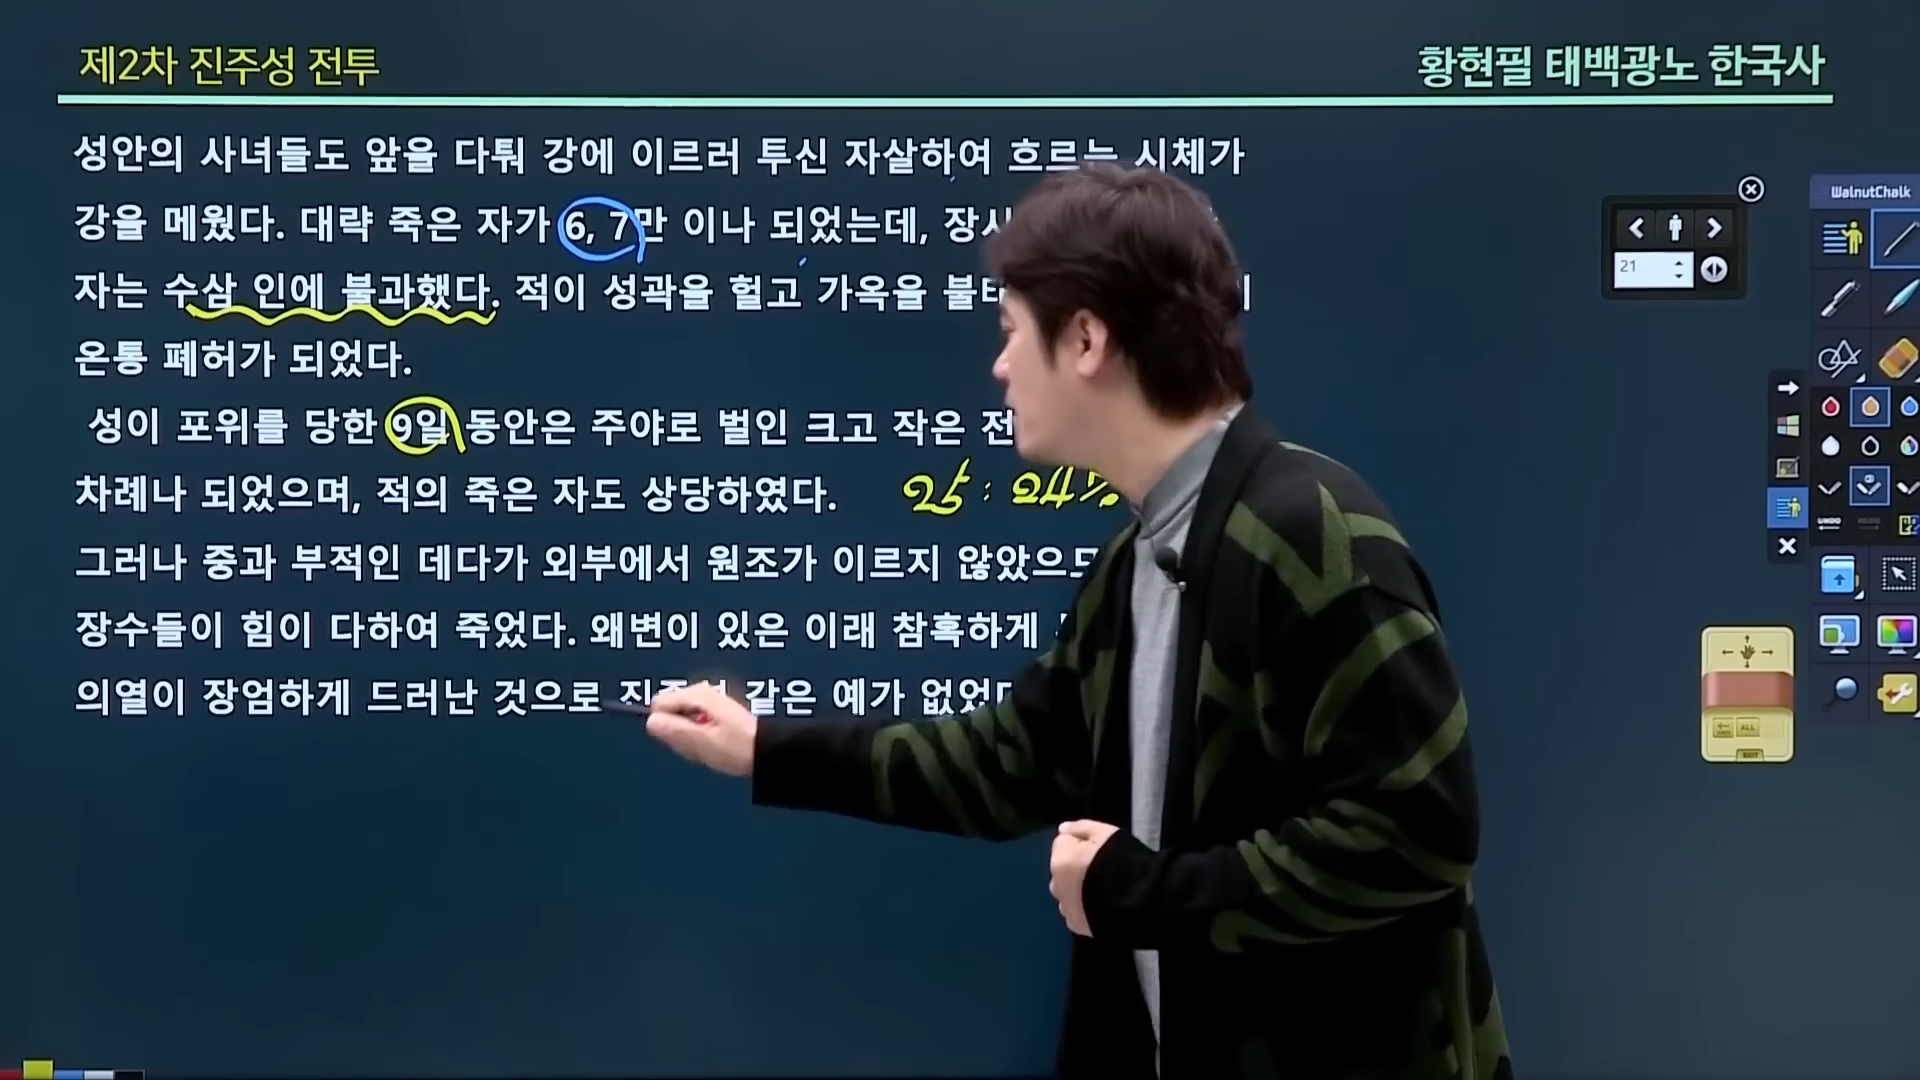 제2차 진주성 전투
황현필 태백광노 한국사
성안의 사녀들도 앞을 다퉈 강에 이르러 투신 자살하여 흐르는 시체가
강을 메웠다. 대략 죽은 자가 6, 7만 이나 되었는데,
자는 수삼 인에 불과했다. 적이 성곽을 헐고 가옥을
온통 폐허가 되었다.
성이 포위를 당한 9일 동안은 주야로 벌인 크고 작은
차례나 되었으며, 적의 죽은 자도 상당하였다.
그러나 중과 부적인 데다가 외부에서 원조가 이르지
장수들이 힘이 다하여 죽었다. 왜변이 있은 이래 참혹하게
의열이 장엄하게 드러난 것으로 같은 예가
WalnutChalk
21
UNDO
ALL
EXIT